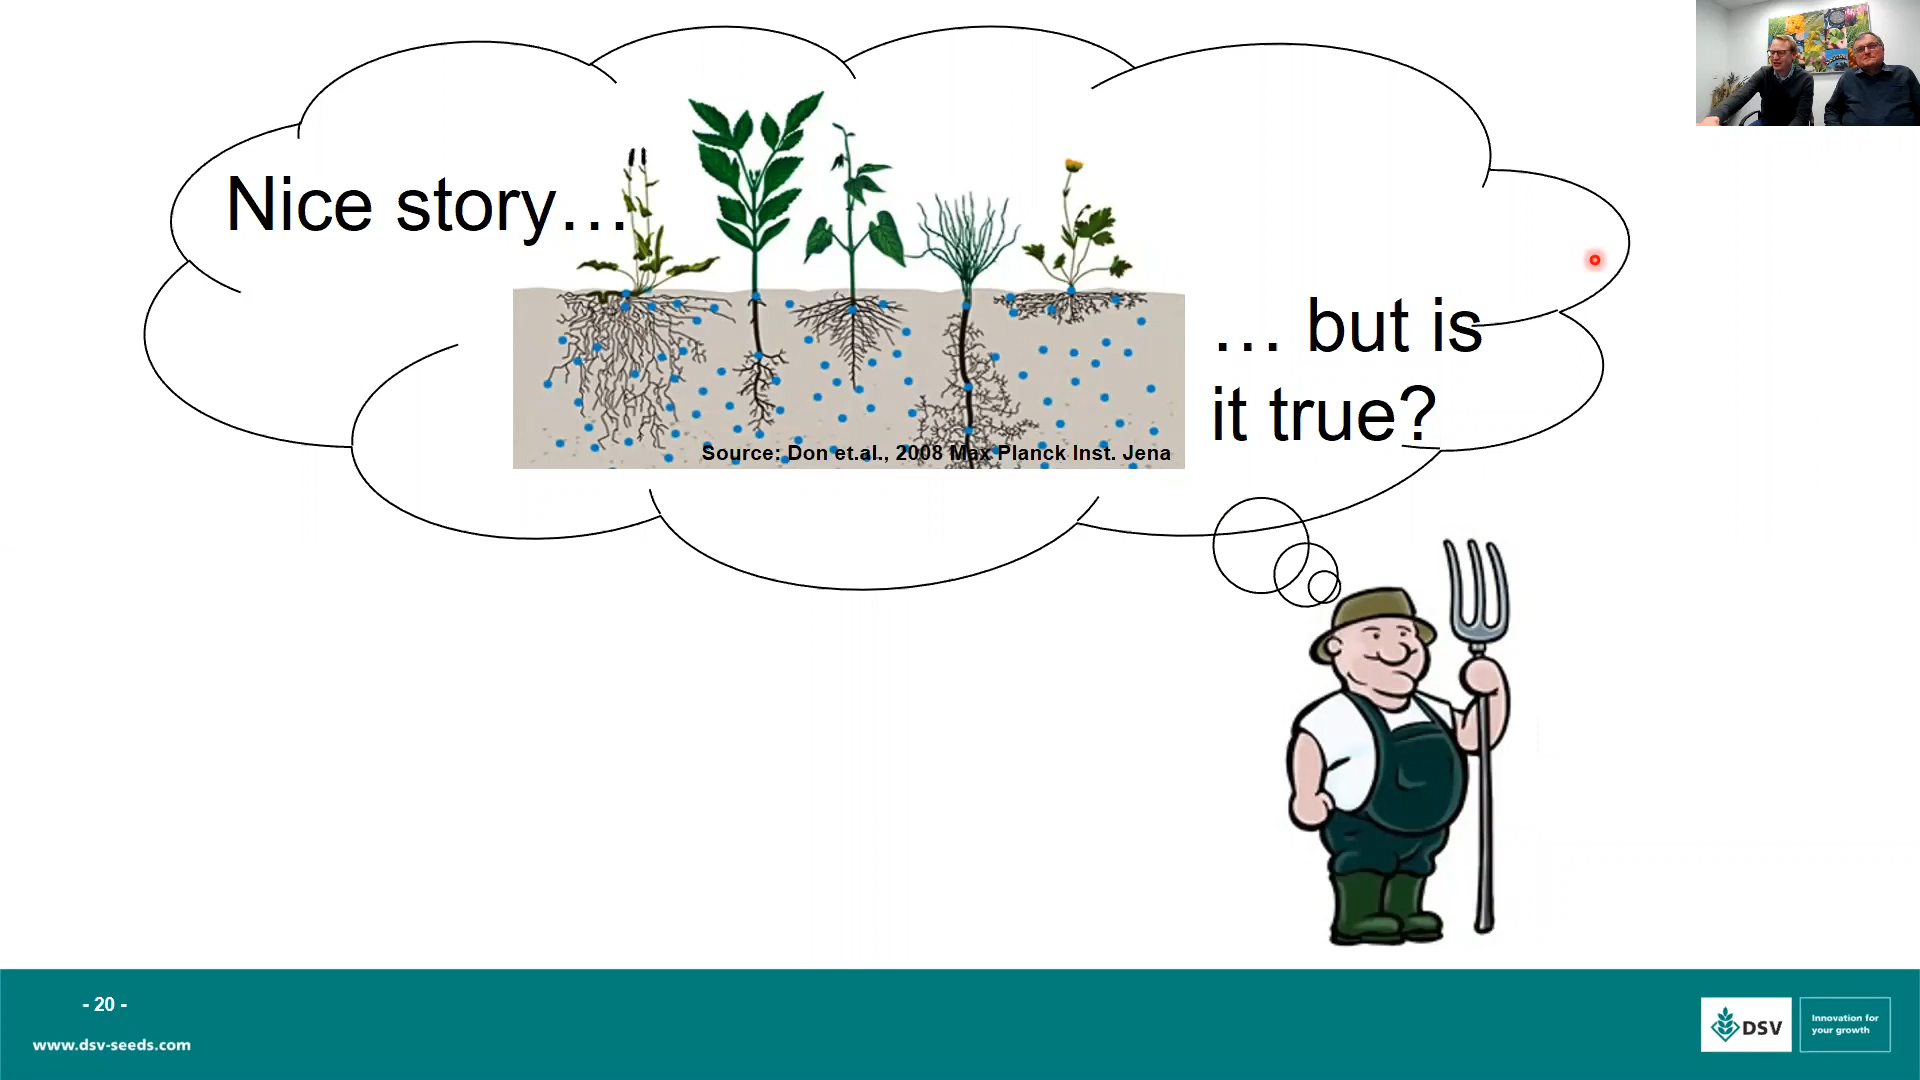 Nice story…
… but is
it true?
Source: Don et.al., 2008 Max Planck Inst. Jena
- 20 -
www.dsv-seeds.com
DSV
Innovation for
your growth